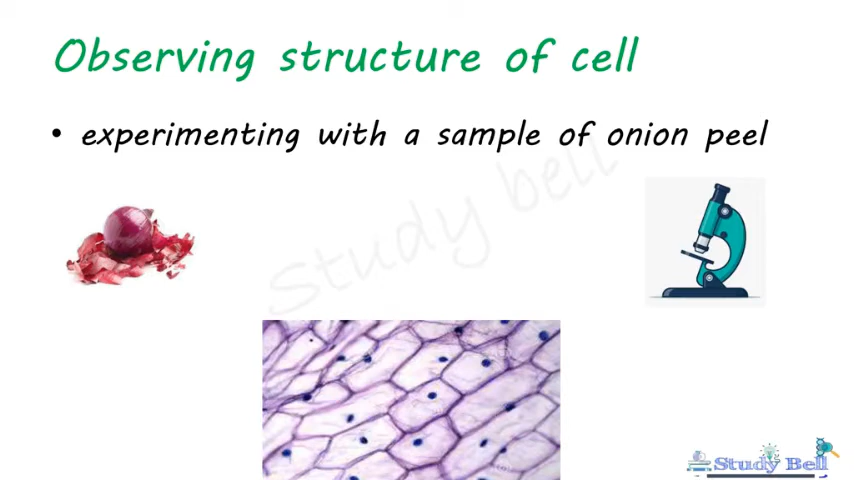 Observing structure of cell
• experimenting with a sample of onion peel
Study bell
Study Bell